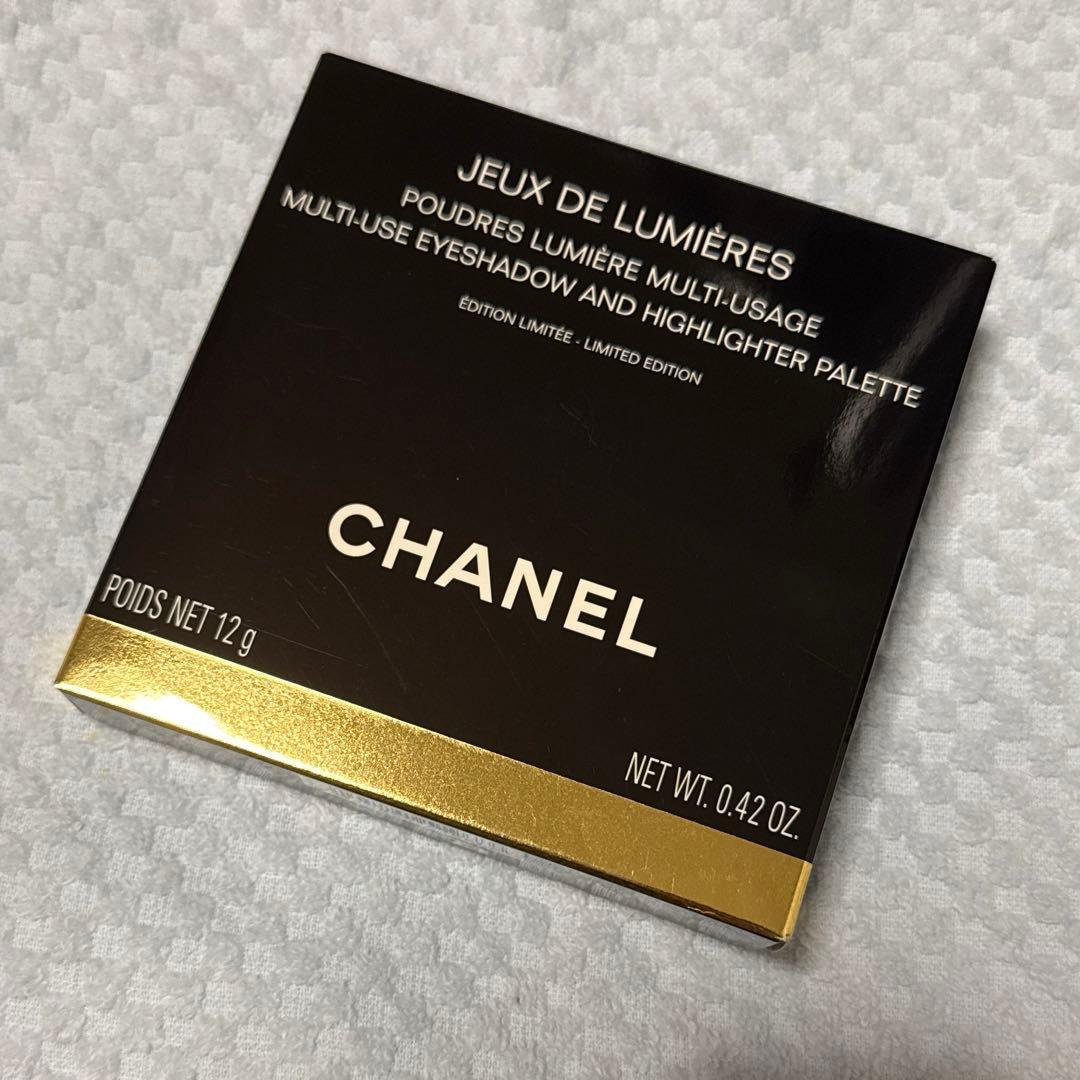 JEUX DE LUMIÈRES
POUDRES LUMIÈRE MULTI-USAGE
MULTI-USE EYESHADOW AND HIGHLIGHTER PALETTE
ÉDITION LIMITÉE - LIMITED EDITION
CHANEL
POIDS NET 12 g
NET WT. 0.42 OZ.